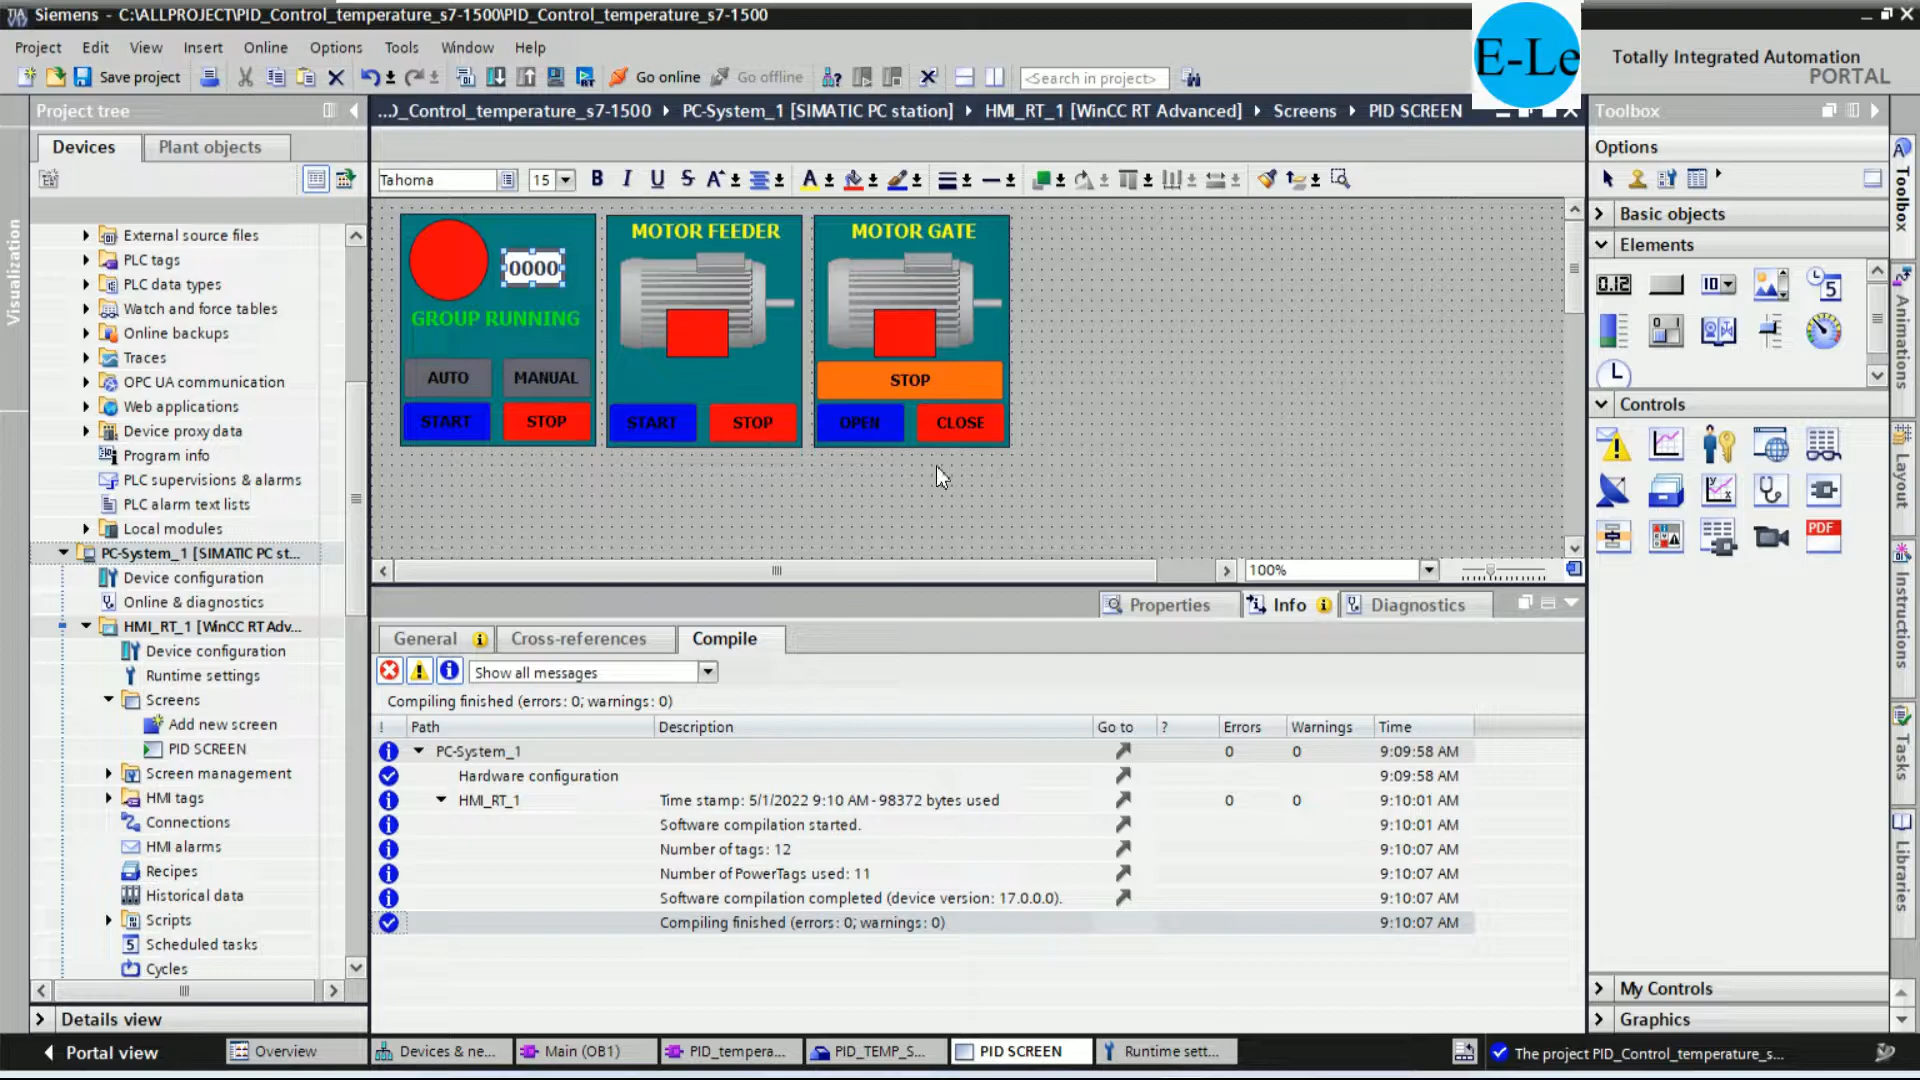 Siemens - C:\ALLPROJECT\PID_Control_temperature_s7-1500\PID_Control_temperature_s7-1500
Project Edit View Insert Online Options Tools Window Help
E-Le
Totally Integrated Automation
PORTAL
Save project Go online Go offline <Search in project>
Project tree
..._Control_temperature_s7-1500 PC-System_1 [SIMATIC PC station] HMI_RT_1 [WinCC RT Advanced] Screens PID SCREEN
Toolbox
Devices Plant objects
Options
Tahoma 15 B I U S A A
External source files
PLC tags
PLC data types
Watch and force tables
Online backups
Traces
OPC UA communication
Web applications
Device proxy data
Program info
PLC supervisions & alarms
PLC alarm text lists
Local modules
PC-System_1 [SIMATIC PC st...
Device configuration
Online & diagnostics
HMI_RT_1 [WinCC RT Adv...
Device configuration
Runtime settings
Screens
Add new screen
PID SCREEN
Screen management
HMI tags
Connections
HMI alarms
Recipes
Historical data
Scripts
5 Scheduled tasks
Cycles
Details view
Visualization
0000
GROUP RUNNING
AUTO MANUAL
START STOP
MOTOR FEEDER
START STOP
MOTOR GATE
STOP
OPEN CLOSE
100%
Properties Info Diagnostics
General Cross-references Compile
Show all messages
Compiling finished (errors: 0; warnings: 0)
! Path Description Go to ? Errors Warnings Time
PC-System_1 0 0 9:09:58 AM
Hardware configuration 9:09:58 AM
HMI_RT_1 Time stamp: 5/1/2022 9:10 AM - 98372 bytes used 0 0 9:10:01 AM
Software compilation started. 9:10:01 AM
Number of tags: 12 9:10:07 AM
Number of PowerTags used: 11 9:10:07 AM
Software compilation completed (device version: 17.0.0.0). 9:10:07 AM
Compiling finished (errors: 0; warnings: 0) 9:10:07 AM
Basic objects
Elements
0.12 10 5
0 1
Controls
PDF
My Controls
Graphics
Toolbox
Animations
Layout
Instructions
Tasks
Libraries
Portal view Overview Devices & ne... Main (OB1) PID_tempera... PID_TEMP_S... PID SCREEN Runtime sett... The project PID_Control_temperature_s...